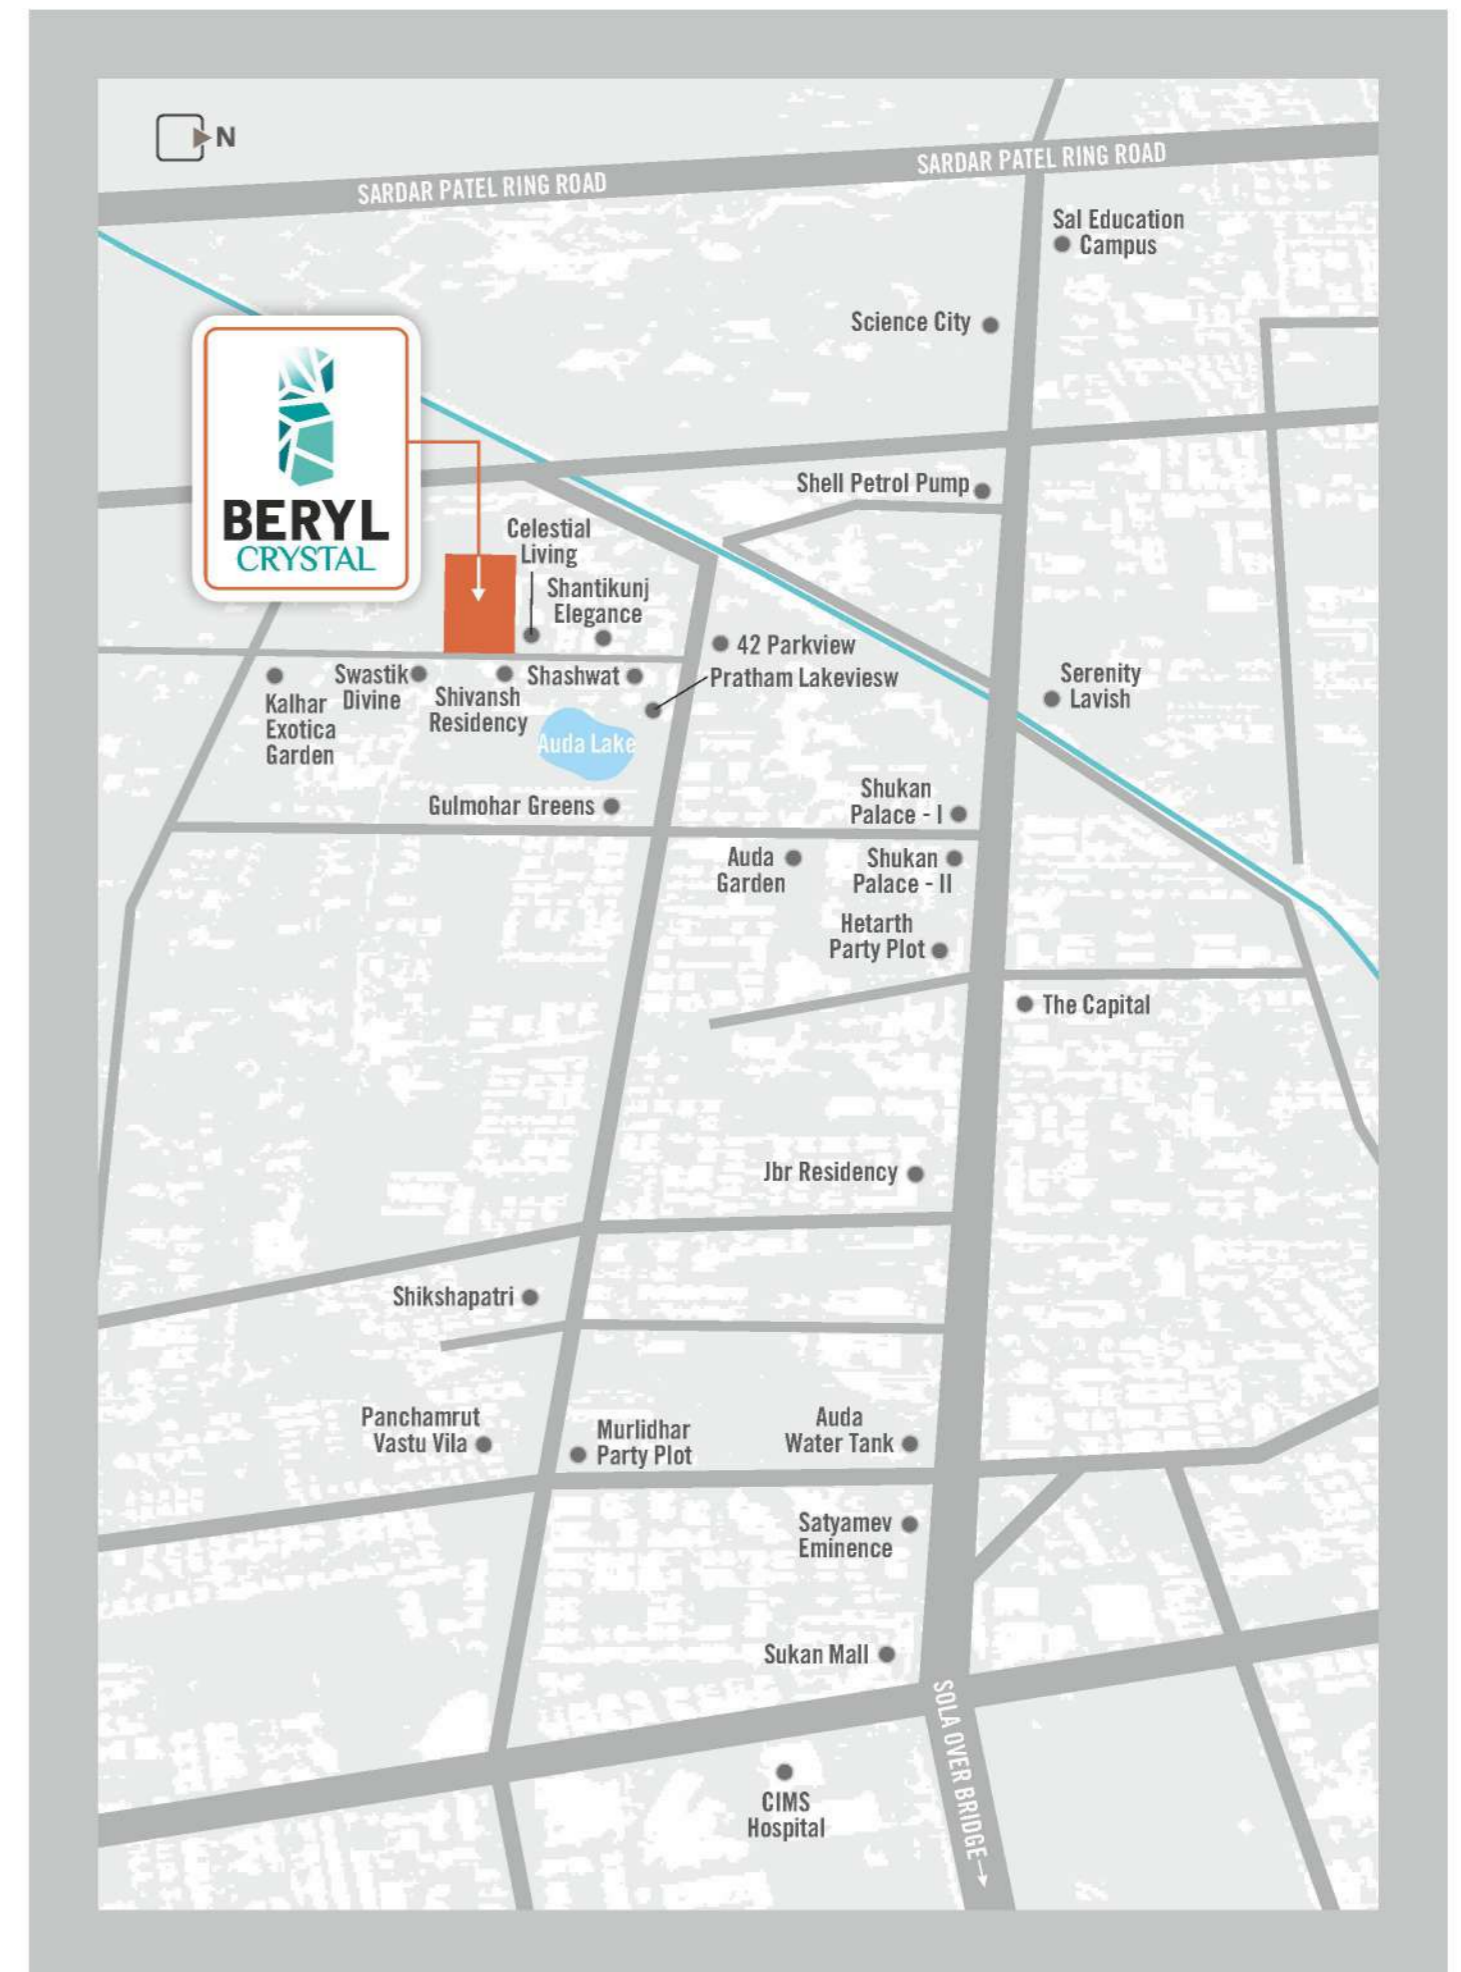 N
SARDAR PATEL RING ROAD
SARDAR PATEL RING ROAD
Sal Education
Campus
Science City
BERYL
CRYSTAL
Shell Petrol Pump
Celestial
Living
Shantikunj
Elegance
42 Parkview
Pratham Lakeviesw
Kalhar
Exotica
Garden
Swastik
Divine
Shivansh
Residency
Shashwat
Auda Lake
Serenity
Lavish
Gulmohar Greens
Shukan
Palace - I
Auda
Garden
Shukan
Palace - II
Hetarth
Party Plot
The Capital
Jbr Residency
Shikshapatri
Panchamrut
Vastu Vila
Murlidhar
Party Plot
Auda
Water Tank
Satyamev
Eminence
Sukan Mall
SOLA OVER BRIDGE→
CIMS
Hospital